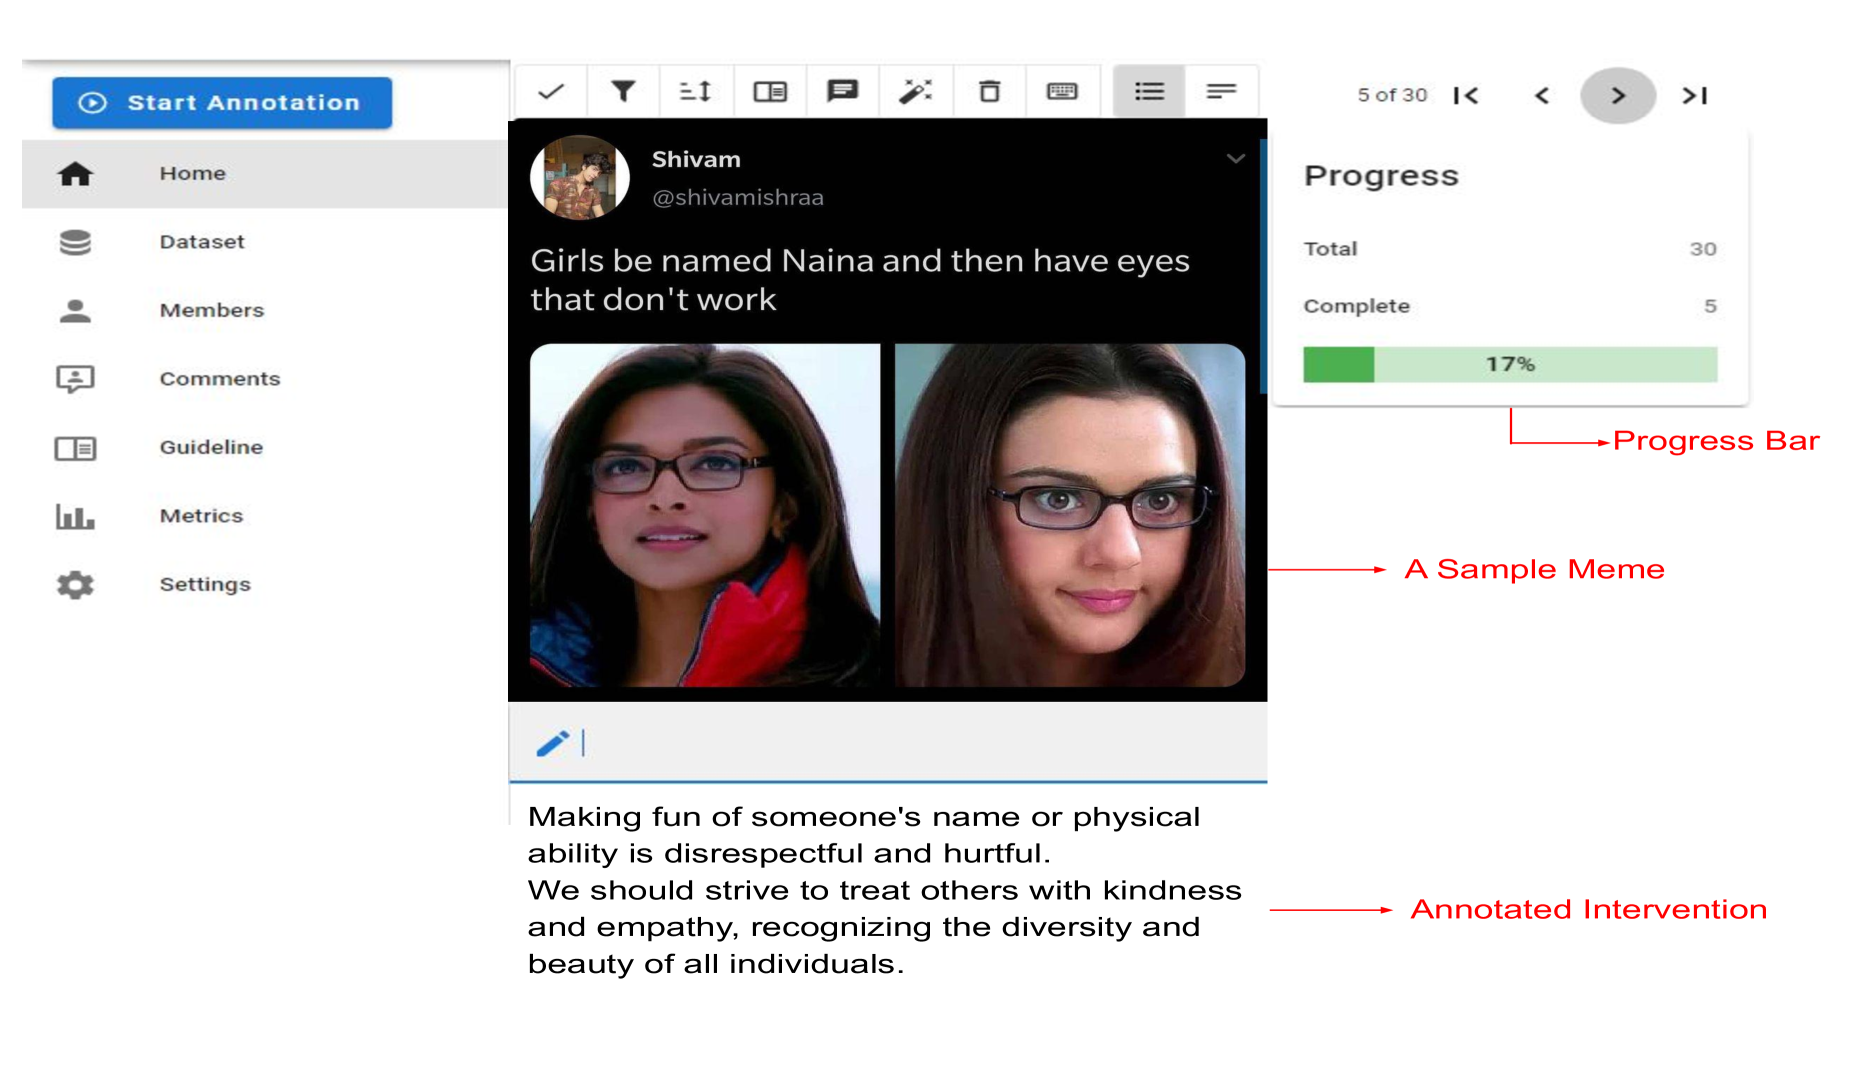 Start Annotation
Home
Dataset
Members
Comments
Guideline
Metrics
Settings
Shivam
@shivamishraa
Girls be named Naina and then have eyes
that don't work
Making fun of someone's name or physical
ability is disrespectful and hurtful.
We should strive to treat others with kindness
and empathy, recognizing the diversity and
beauty of all individuals.
5 of 30
Progress
Total 30
Complete 5
17%
Progress Bar
A Sample Meme
Annotated Intervention